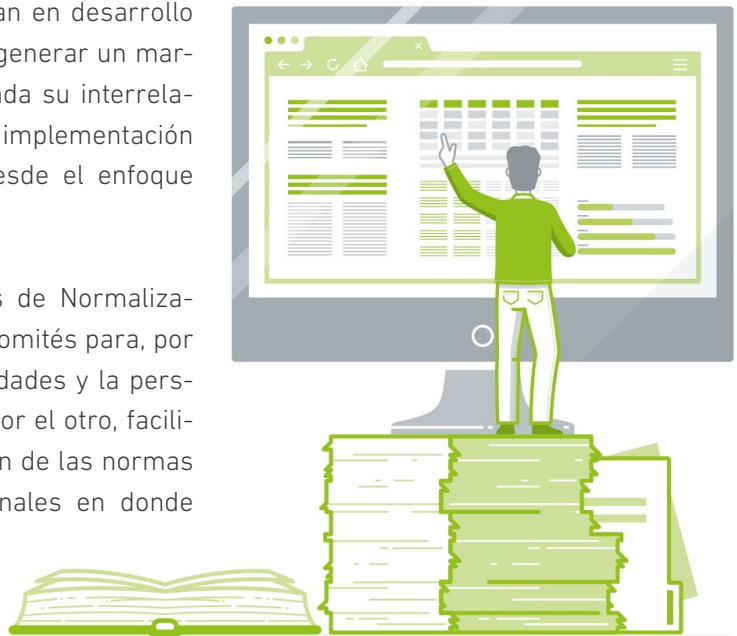 an en desarrollo
generar un mar-
da su interrela-
implementación
esde el enfoque
s de Normaliza-
omités para, por
dades y la pers-
or el otro, facili-
n de las normas
nales en donde